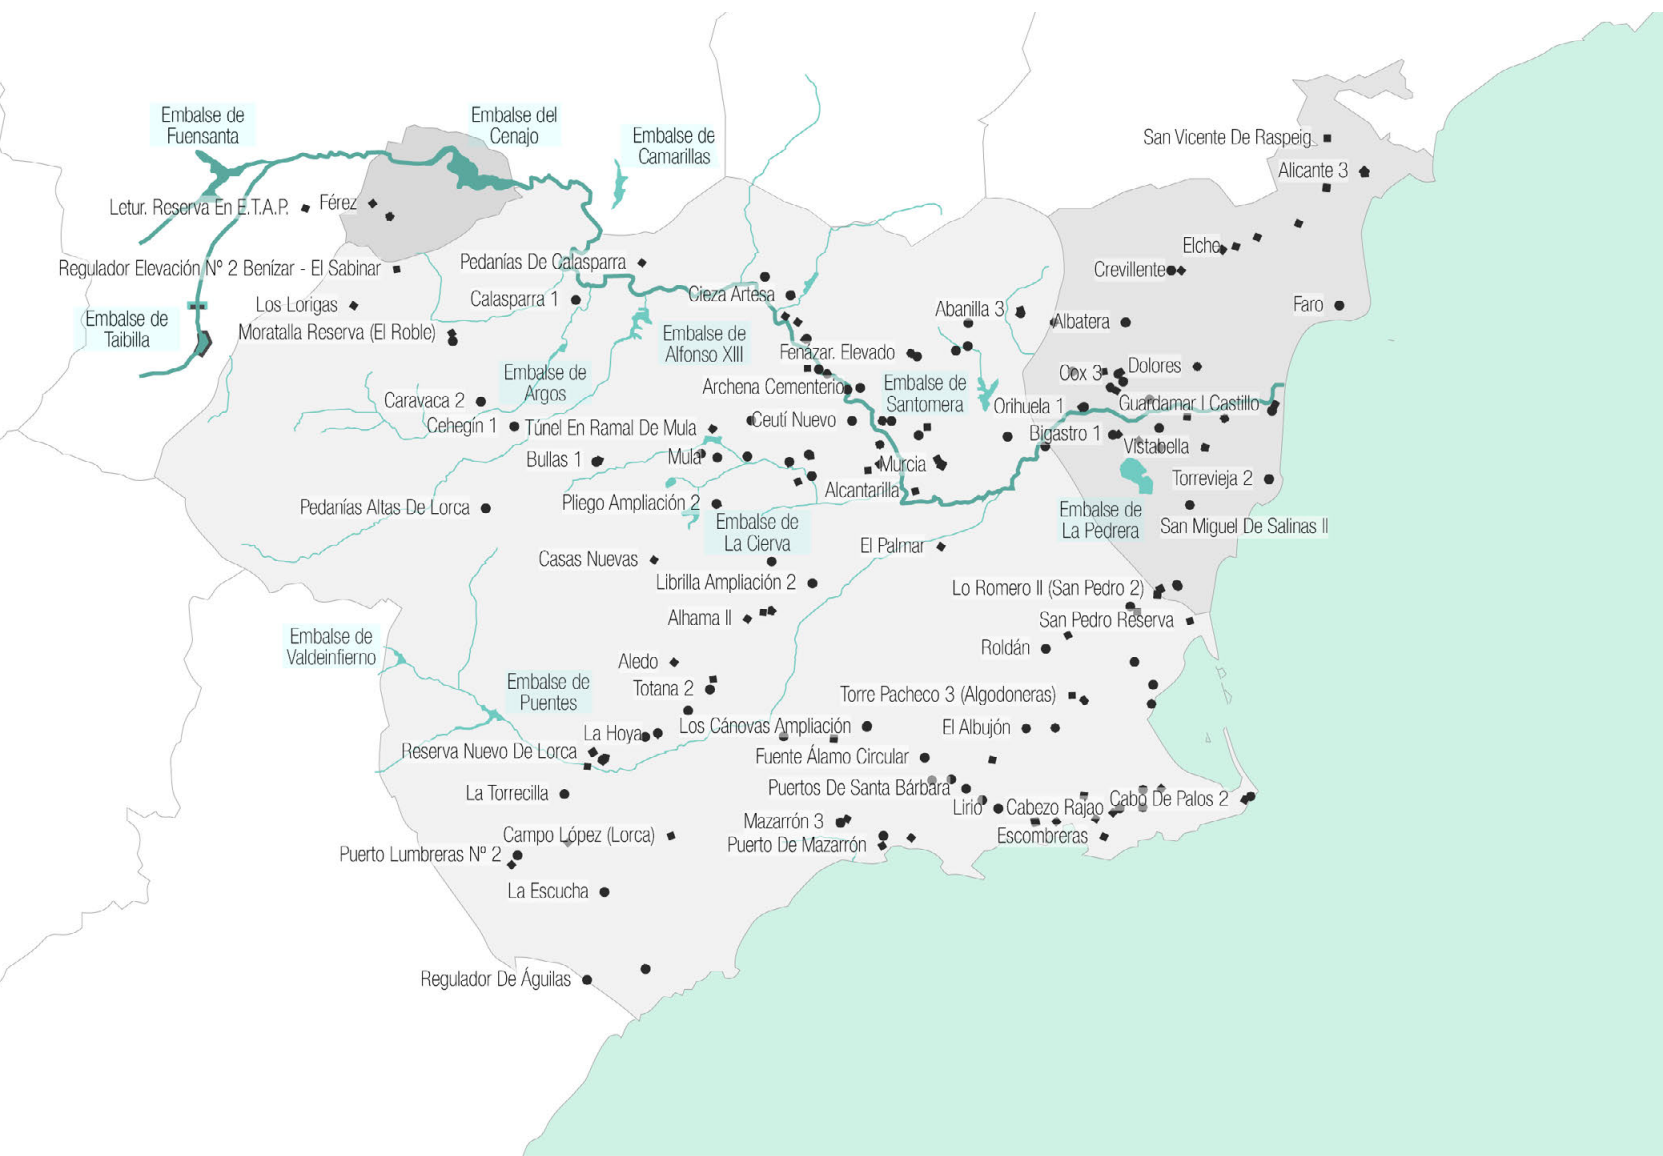 Embalse de
Fuensanta
Embalse del
Cenajo
Embalse de
Camarillas
San Vicente De Raspeig
Alicante 3
Letur. Reserva En E.T.A.P.
Férez
Elche
Regulador Elevación Nº 2 Benízar - El Sabinar
Pedanías De Calasparra
Crevillente
Los Lorigas
Calasparra 1
Cieza Artesa
Abanilla 3
Faro
Embalse de
Taibilla
Moratalla Reserva (El Roble)
Embalse de
Alfonso XIII
Albatera
Fenazar. Elevado
Embalse de
Argos
Archena Cementerio
Embalse de
Santomera
Cox 3
Dolores
Caravaca 2
Orihuela 1
Guardamar I Castillo
Cehegín 1
Túnel En Ramal De Mula
Ceutí Nuevo
Bigastro 1
Vistabella
Bullas 1
Mula
Murcia
Torrevieja 2
Alcantarilla
Pedanías Altas De Lorca
Pliego Ampliación 2
Embalse de
La Cierva
Embalse de
La Pedrera
San Miguel De Salinas II
Casas Nuevas
El Palmar
Librilla Ampliación 2
Lo Romero II (San Pedro 2)
Alhama II
San Pedro Reserva
Embalse de
Valdeinfierno
Roldán
Aledo
Embalse de
Puentes
Totana 2
Torre Pacheco 3 (Algodoneras)
La Hoya
Los Cánovas Ampliación
El Albujón
Reserva Nuevo De Lorca
Fuente Álamo Circular
La Torrecilla
Puertos De Santa Bárbara
Lirio
Cabezo Rajao
Cabo De Palos 2
Campo López (Lorca)
Mazarrón 3
Escombreras
Puerto Lumbreras Nº 2
Puerto De Mazarrón
La Escucha
Regulador De Águilas